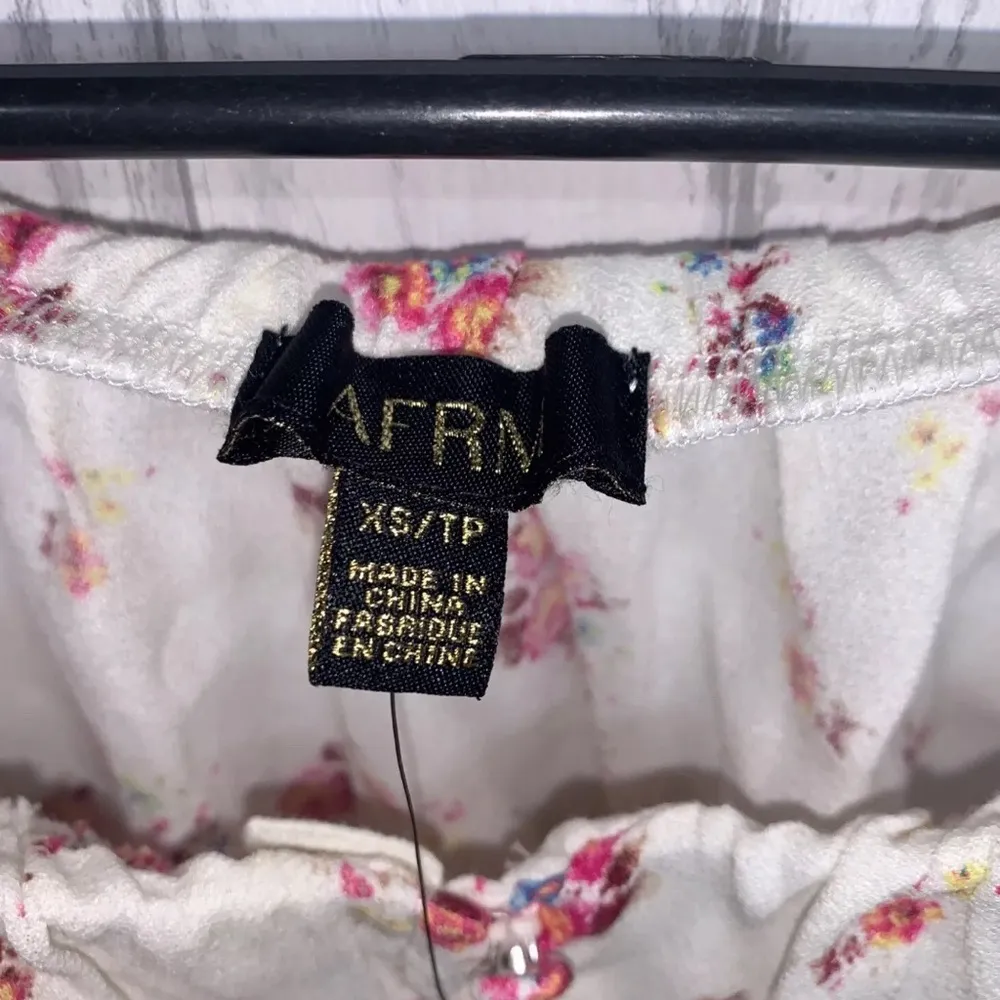 AFRM
XS/TP
MADE IN
CHINA
FABRIQUE
EN CHINE